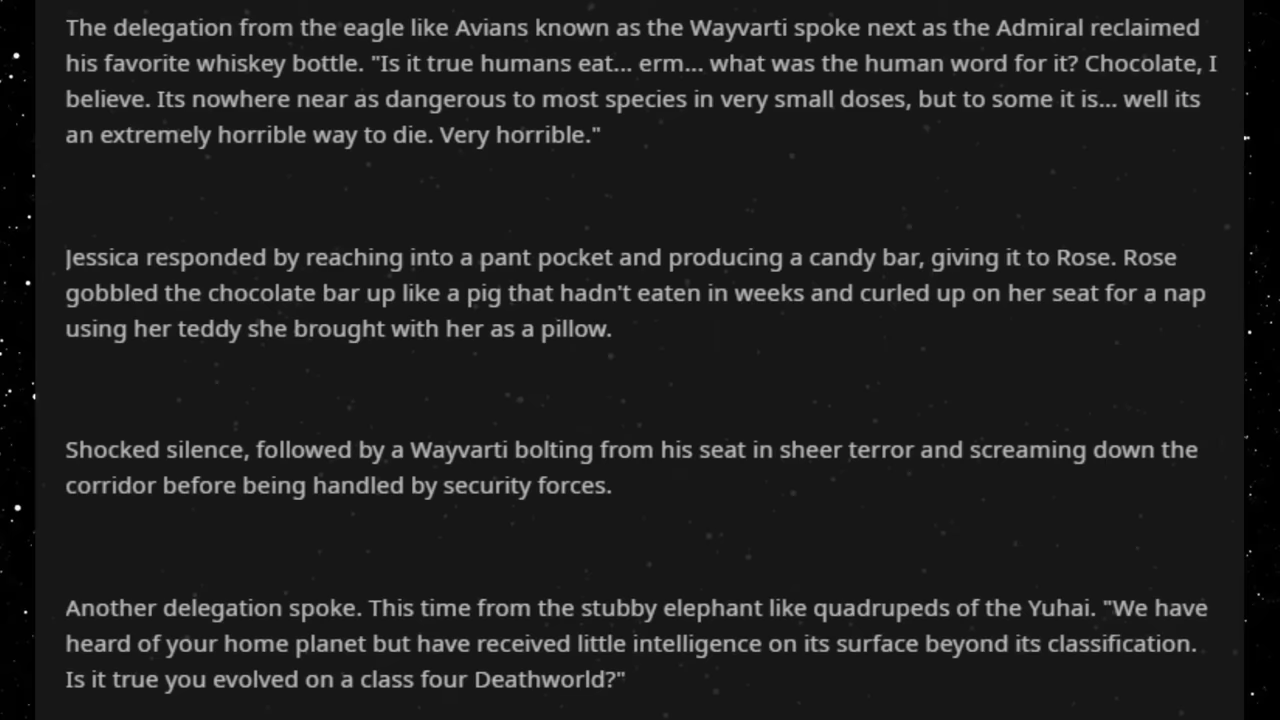 The delegation from the eagle like Avians known as the Wayvarti spoke next as the Admiral reclaimed
his favorite whiskey bottle. "Is it true humans eat... erm... what was the human word for it? Chocolate, I
believe. Its nowhere near as dangerous to most species in very small doses, but to some it is... well its
an extremely horrible way to die. Very horrible."
Jessica responded by reaching into a pant pocket and producing a candy bar, giving it to Rose. Rose
gobbled the chocolate bar up like a pig that hadn't eaten in weeks and curled up on her seat for a nap
using her teddy she brought with her as a pillow.
Shocked silence, followed by a Wayvarti bolting from his seat in sheer terror and screaming down the
corridor before being handled by security forces.
Another delegation spoke. This time from the stubby elephant like quadrupeds of the Yuhai. "We have
heard of your home planet but have received little intelligence on its surface beyond its classification.
Is it true you evolved on a class four Deathworld?"